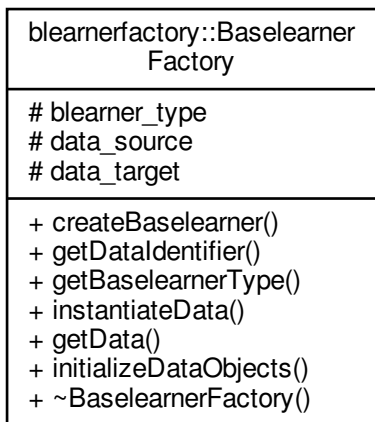 blearnerfactory::Baselearner
Factory
# blearner_type
# data_source
# data_target
+ createBaselearner()
+ getDataIdentifier()
+ getBaselearnerType()
+ instantiateData()
+ getData()
+ initializeDataObjects()
+ ~BaselearnerFactory()